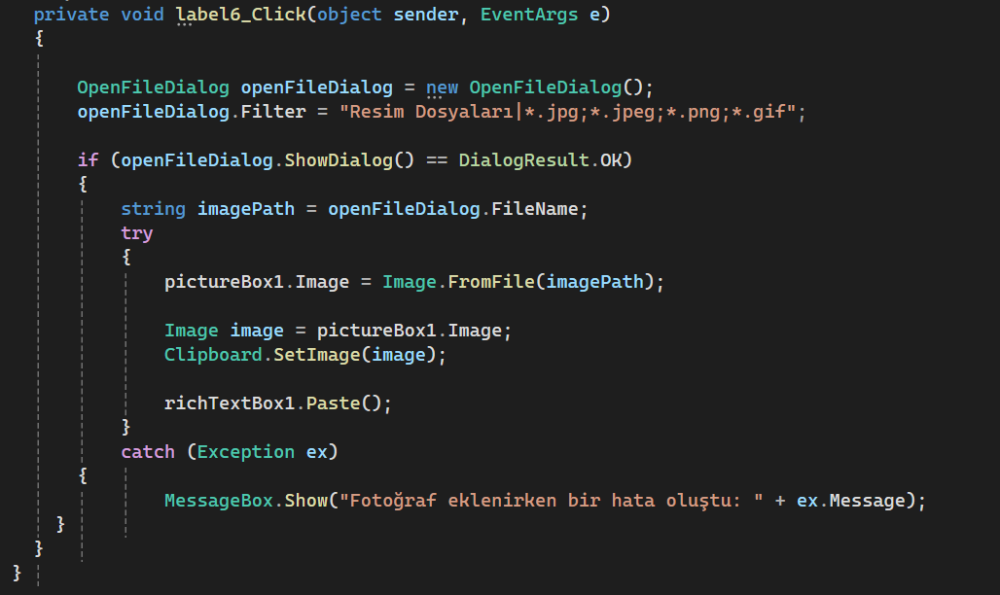 private void label6_Click(object sender, EventArgs e)
{
OpenFileDialog openFileDialog = new OpenFileDialog();
openFileDialog.Filter = "Resim Dosyaları|*.jpg;*.jpeg;*.png;*.gif";
if (openFileDialog.ShowDialog() == DialogResult.OK)
{
string imagePath = openFileDialog.FileName;
try
{
pictureBox1.Image = Image.FromFile(imagePath);
Image image = pictureBox1.Image;
Clipboard.SetImage(image);
richTextBox1.Paste();
}
catch (Exception ex)
{
MessageBox.Show("Fotoğraf eklenirken bir hata oluştu: " + ex.Message);
}
}
}